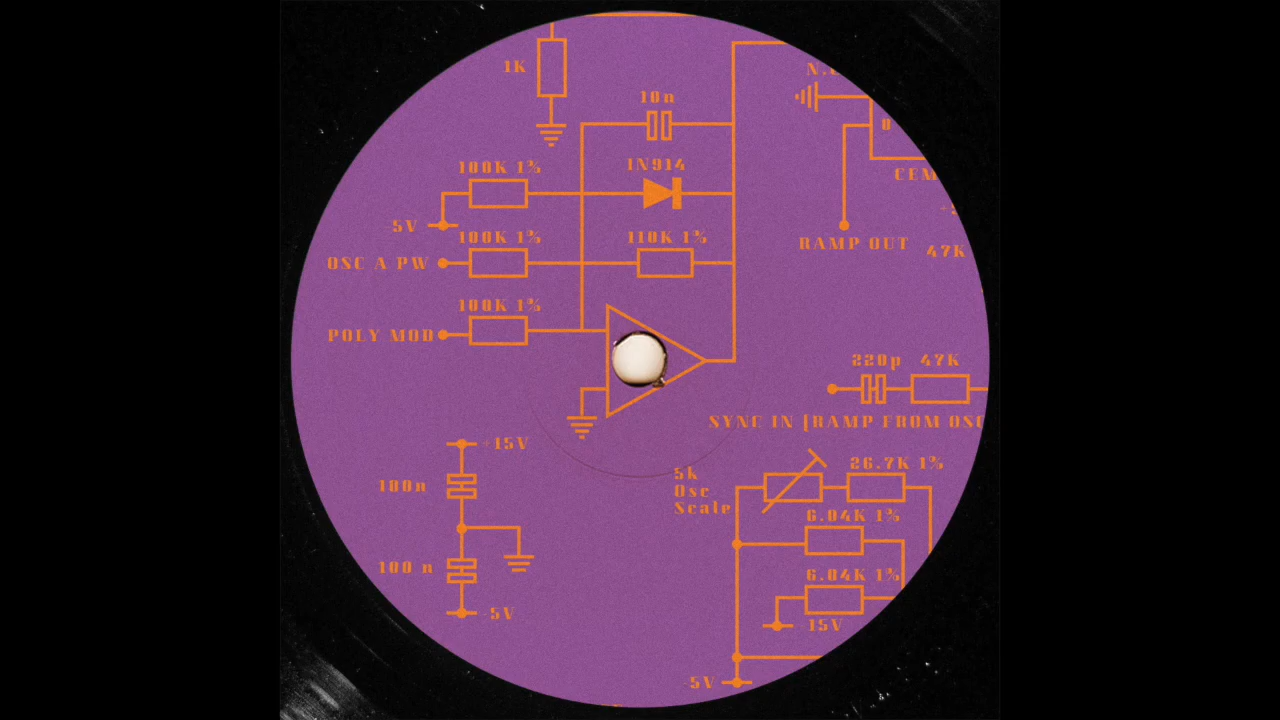 1K
10n
N.C
0
100K 1%
1N914
CEM
-5V
100K 1%
110K 1%
RAMP OUT
47K
OSC A PW
100K 1%
POLY MOD
220p 47K
SYNC IN [RAMP FROM OSC
+15V
100n
5k
Osc
Scale
26.7K 1%
6.04K 1%
100 n
6.04K 1%
-5V
-15V
-5V